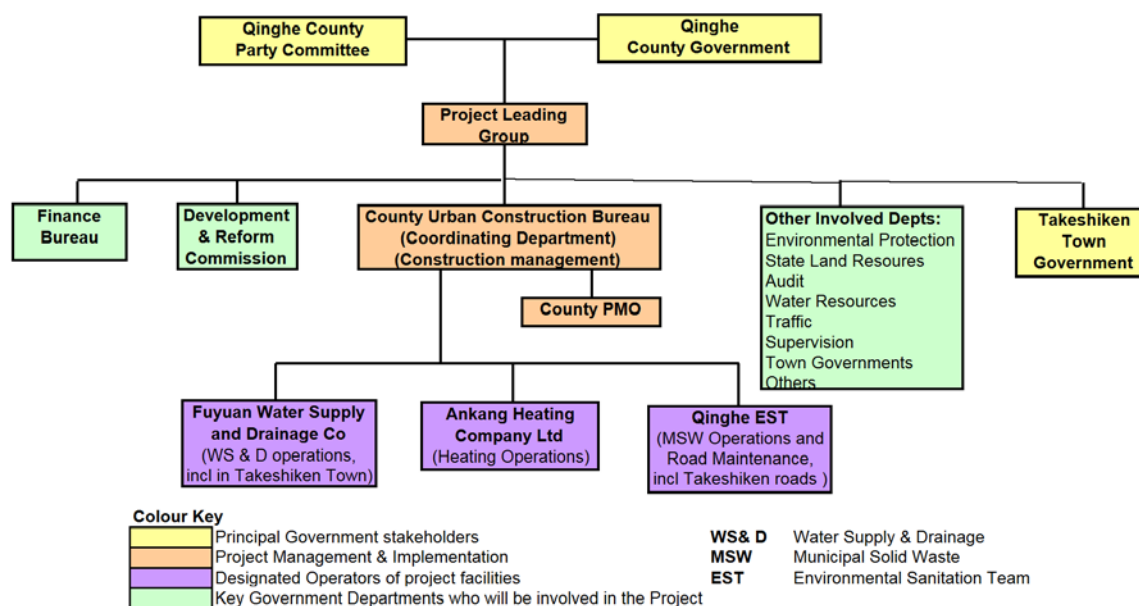 Qinghe County
Party Committee
Qinghe
County Government
Project Leading
Group
Finance
Bureau
Development
& Reform
Commission
County Urban Construction Bureau
(Coordinating Department)
(Construction management)
County PMO
Other Involved Depts:
Environmental Protection
State Land Resoures
Audit
Water Resources
Traffic
Supervision
Town Governments
Others
Takeshiken
Town
Government
Fuyuan Water Supply
and Drainage Co
(WS & D operations,
incl in Takeshiken Town)
Ankang Heating
Company Ltd
(Heating Operations)
Qinghe EST
(MSW Operations and
Road Maintenance,
incl Takeshiken roads )
Colour Key
Principal Government stakeholders
Project Management & Implementation
Designated Operators of project facilities
Key Government Departments who will be involved in the Project
WS& D Water Supply & Drainage
MSW Municipal Solid Waste
EST Environmental Sanitation Team